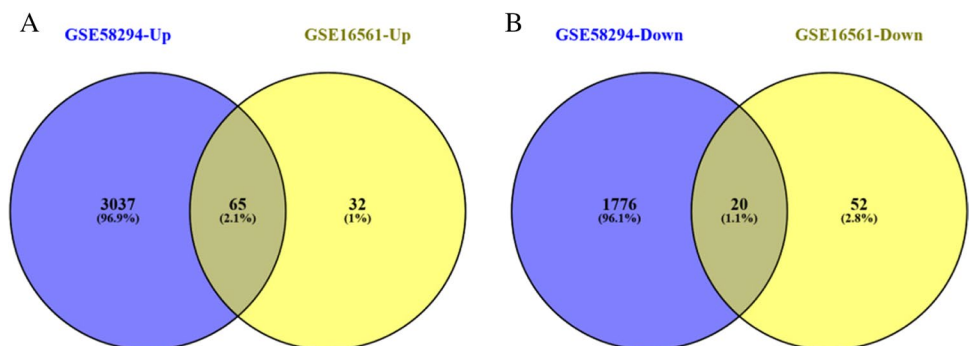 A
GSE58294-Up
GSE16561-Up
3037
(96.9%)
65
(2.1%)
32
(1%)
B
GSE58294-Down
GSE16561-Down
1776
(96.1%)
20
(1.1%)
52
(2.8%)